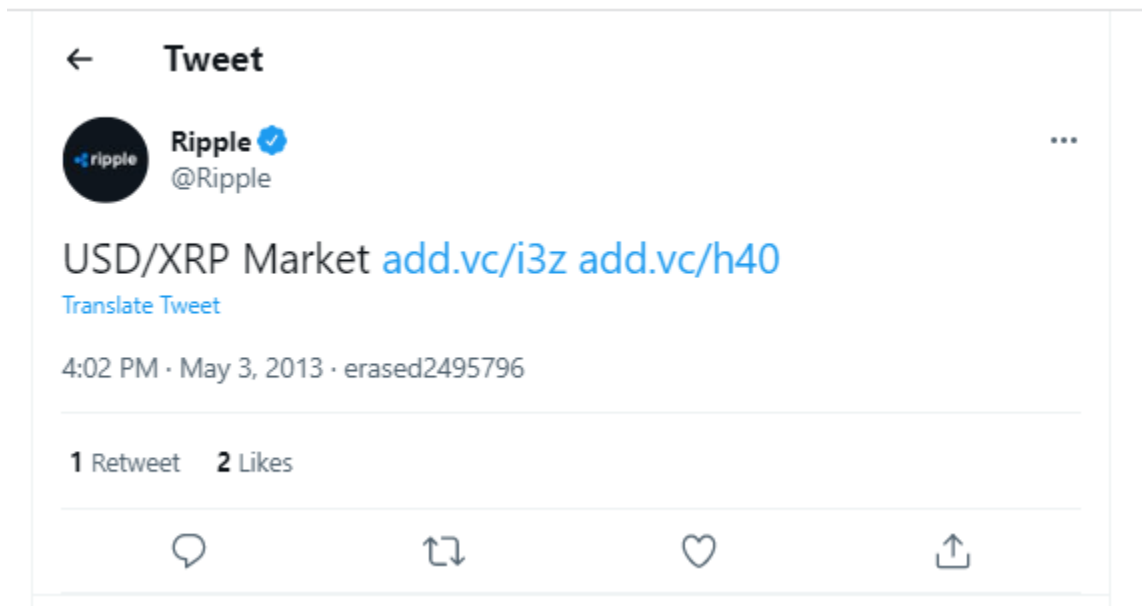 Tweet
ripple
Ripple
@Ripple
USD/XRP Market add.vc/i3z add.vc/h40
Translate Tweet
4:02 PM · May 3, 2013 · erased2495796
1 Retweet 2 Likes